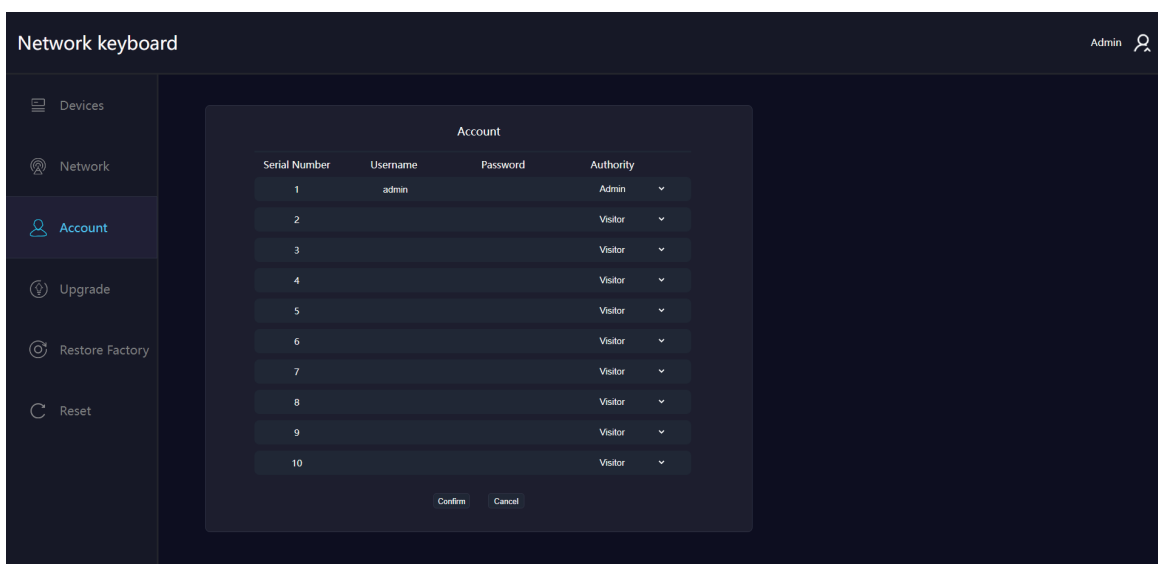 Network keyboard
Admin
Devices
Network
Account
Upgrade
Restore Factory
Reset
Account
Serial Number Username Password Authority
1 admin Admin
2 Visitor
3 Visitor
4 Visitor
5 Visitor
6 Visitor
7 Visitor
8 Visitor
9 Visitor
10 Visitor
Confirm Cancel